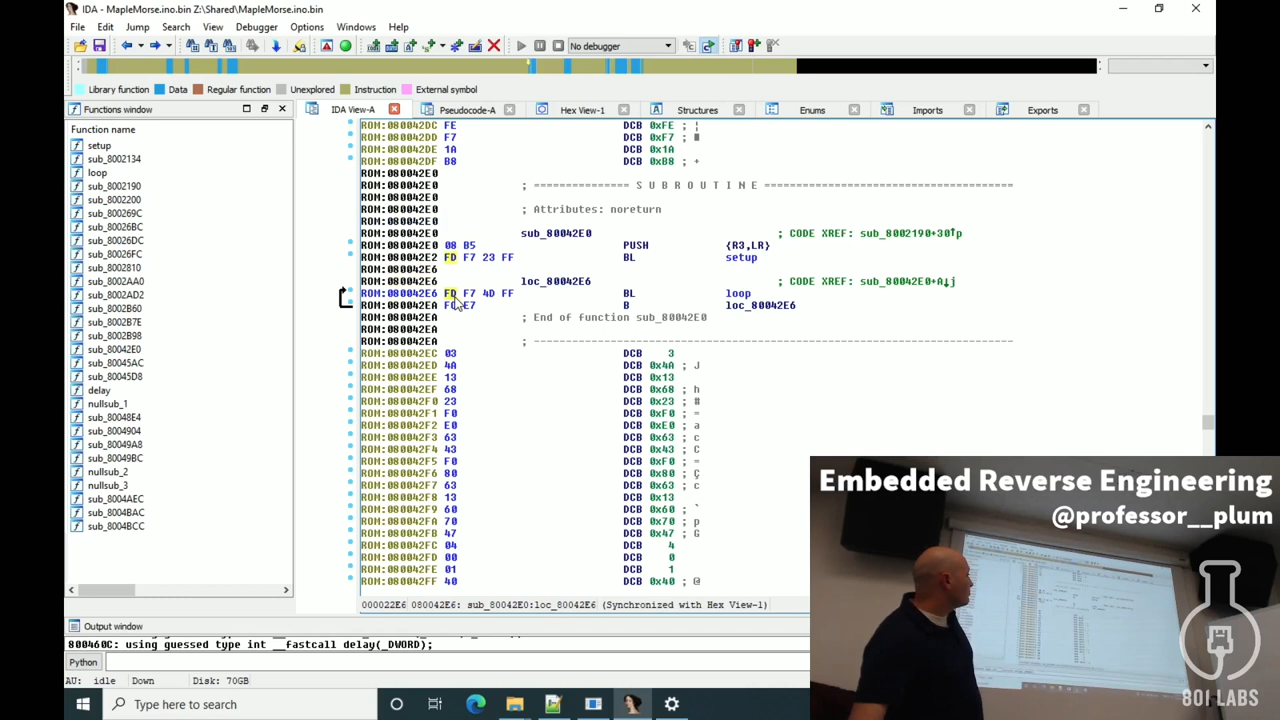 IDA - MapleMorse.ino.bin Z:\Shared\MapleMorse.ino.bin
File Edit Jump Search View Debugger Options Windows Help
No debugger
Library function Data Regular function Unexplored Instruction External symbol
Functions window
IDA View-A Pseudocode-A Hex View-1 Structures Enums Imports Exports
Function name
setup
sub_8002134
loop
sub_8002190
sub_8002200
sub_800269C
sub_80026BC
sub_80026DC
sub_80026FC
sub_8002810
sub_8002AA0
sub_8002AD2
sub_8002B60
sub_8002B7E
sub_8002B98
sub_80042E0
sub_80045AC
sub_80045D8
delay
nullsub_1
sub_80048E4
sub_8004904
sub_80049A8
sub_80049BC
nullsub_2
nullsub_3
sub_8004AEC
sub_8004BAC
sub_8004BCC
ROM:080042DC FE DCB 0xFE ; ¦
ROM:080042DD F7 DCB 0xF7 ; ■
ROM:080042DE 1A DCB 0x1A
ROM:080042DF B8 DCB 0xB8 ; +
ROM:080042E0
ROM:080042E0 ; =============== S U B R O U T I N E =======================================
ROM:080042E0
ROM:080042E0 ; Attributes: noreturn
ROM:080042E0
ROM:080042E0 sub_80042E0 ; CODE XREF: sub_8002190+30↑p
ROM:080042E0 08 B5 PUSH {R3,LR}
ROM:080042E2 FD F7 23 FF BL setup
ROM:080042E6
ROM:080042E6 loc_80042E6 ; CODE XREF: sub_80042E0+A↓j
ROM:080042E6 FD F7 4D FF BL loop
ROM:080042EA FC E7 B loc_80042E6
ROM:080042EA ; End of function sub_80042E0
ROM:080042EA
ROM:080042EA ; ---------------------------------------------------------------------------
ROM:080042EC 03 DCB 3
ROM:080042ED 4A DCB 0x4A ; J
ROM:080042EE 13 DCB 0x13
ROM:080042EF 68 DCB 0x68 ; h
ROM:080042F0 23 DCB 0x23 ; #
ROM:080042F1 F0 DCB 0xF0 ; =
ROM:080042F2 E0 DCB 0xE0 ; a
ROM:080042F3 63 DCB 0x63 ; c
ROM:080042F4 43 DCB 0x43 ; C
ROM:080042F5 F0 DCB 0xF0 ; =
ROM:080042F6 80 DCB 0x80 ; Ç
ROM:080042F7 63 DCB 0x63 ; c
ROM:080042F8 13 DCB 0x13
ROM:080042F9 60 DCB 0x60 ; `
ROM:080042FA 70 DCB 0x70 ; p
ROM:080042FB 47 DCB 0x47 ; G
ROM:080042FC 04 DCB 4
ROM:080042FD 00 DCB 0
ROM:080042FE 01 DCB 1
ROM:080042FF 40 DCB 0x40 ; @
000022E6 080042E6: sub_80042E0:loc_80042E6 (Synchronized with Hex View-1)
Output window
800460C: using guessed type int __fastcall delay(_DWORD);
Python
AU: idle Down Disk: 70GB
Type here to search
Embedded Reverse Engineering
@professor__plum
801 LABS